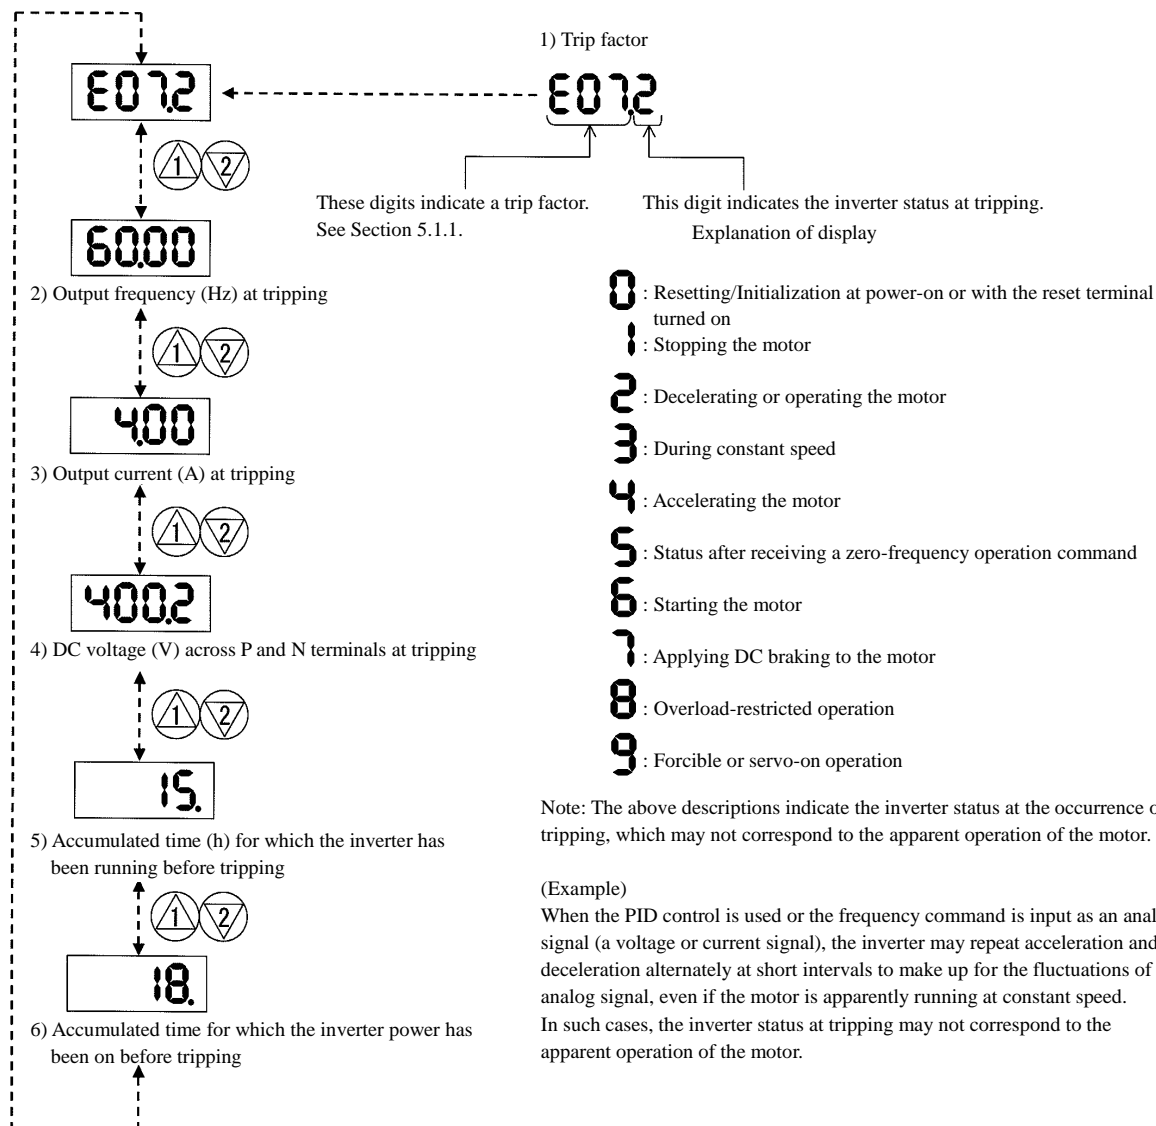 1) Trip factor
E07.2
E07.2
1 2
These digits indicate a trip factor.
See Section 5.1.1.
This digit indicates the inverter status at tripping.
Explanation of display
60.00
2) Output frequency (Hz) at tripping
1 2
4.00
3) Output current (A) at tripping
1 2
400.2
4) DC voltage (V) across P and N terminals at tripping
1 2
15.
5) Accumulated time (h) for which the inverter has
been running before tripping
1 2
18.
6) Accumulated time for which the inverter power has
been on before tripping
0 : Resetting/Initialization at power-on or with the reset terminal
turned on
1 : Stopping the motor
2 : Decelerating or operating the motor
3 : During constant speed
4 : Accelerating the motor
5 : Status after receiving a zero-frequency operation command
6 : Starting the motor
7 : Applying DC braking to the motor
8 : Overload-restricted operation
9 : Forcible or servo-on operation
Note: The above descriptions indicate the inverter status at the occurrence
tripping, which may not correspond to the apparent operation of the motor.
(Example)
When the PID control is used or the frequency command is input as an
signal (a voltage or current signal), the inverter may repeat acceleration and
deceleration alternately at short intervals to make up for the fluctuations of
analog signal, even if the motor is apparently running at constant speed.
In such cases, the inverter status at tripping may not correspond to the
apparent operation of the motor.